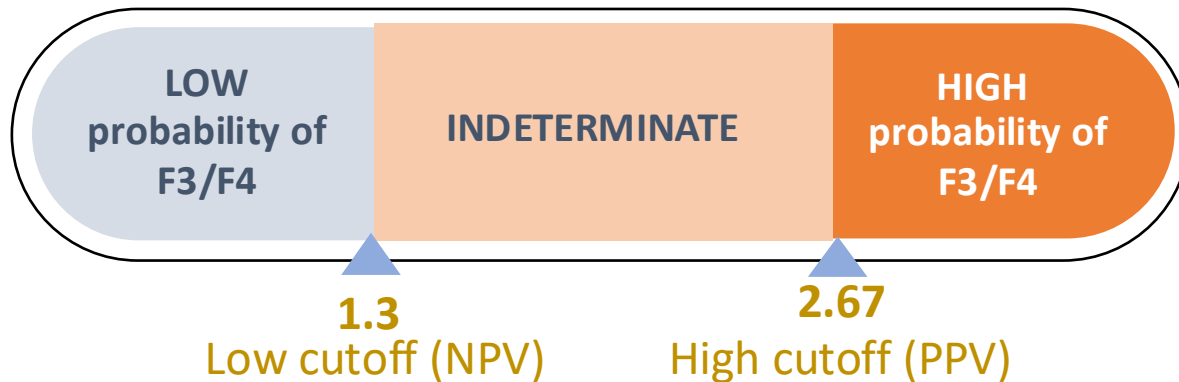 LOW
probability of
F3/F4
INDETERMINATE
HIGH
probability of
F3/F4
1.3
Low cutoff (NPV)
2.67
High cutoff (PPV)